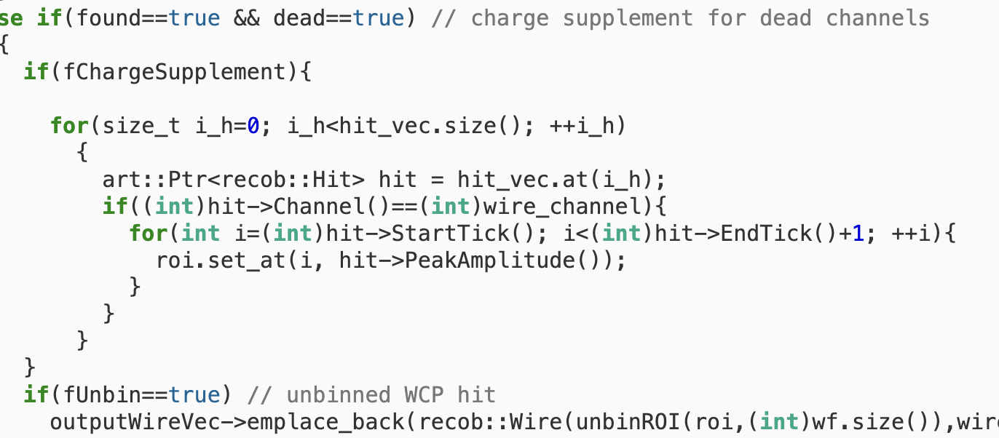 se if(found==true && dead==true) // charge supplement for dead channels
{
if(fChargeSupplement){
for(size_t i_h=0; i_h<hit_vec.size(); ++i_h)
{
art::Ptr<recob::Hit> hit = hit_vec.at(i_h);
if((int)hit->Channel()==(int)wire_channel){
for(int i=(int)hit->StartTick(); i<(int)hit->EndTick()+1; ++i){
roi.set_at(i, hit->PeakAmplitude());
}
}
}
}
if(fUnbin==true) // unbinned WCP hit
outputWireVec->emplace_back(recob::Wire(unbinROI(roi,(int)wf.size()),wire